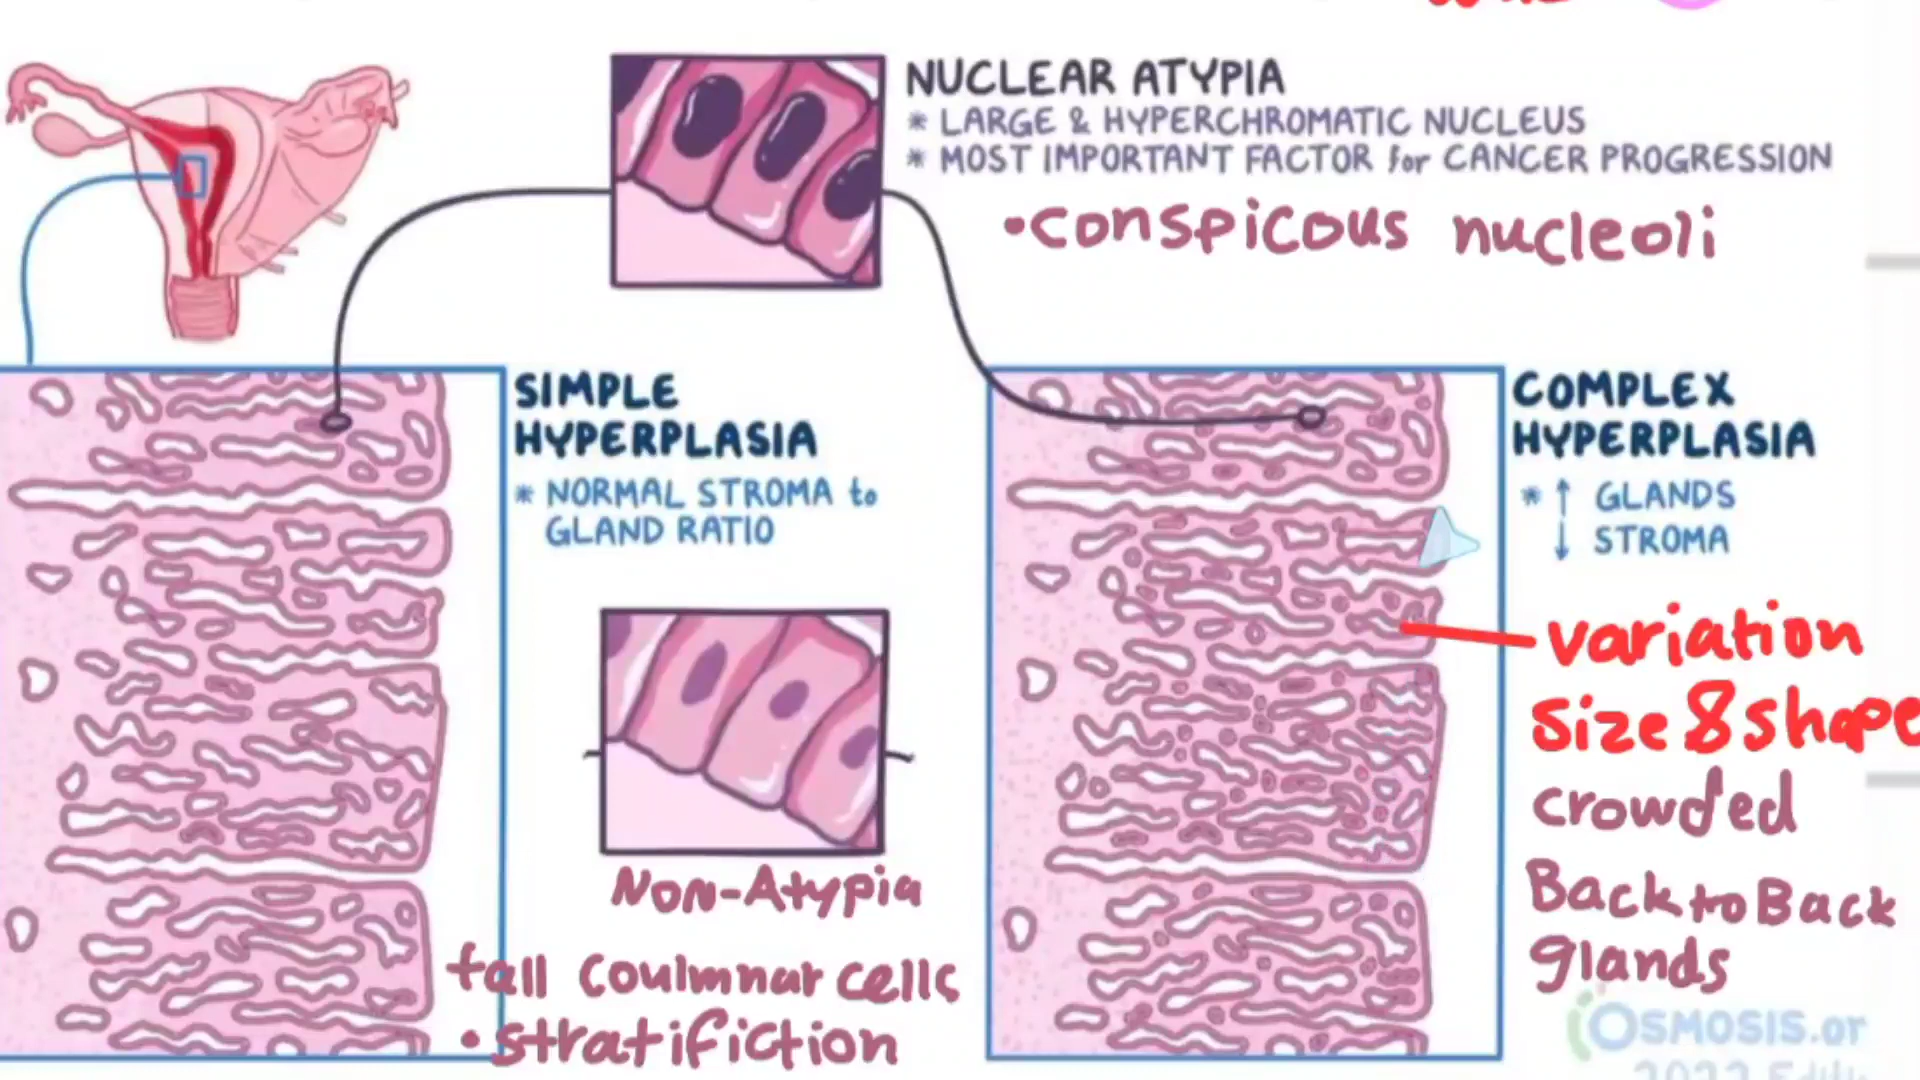 NUCLEAR ATYPIA
* LARGE & HYPERCHROMATIC NUCLEUS
* MOST IMPORTANT FACTOR for CANCER PROGRESSION
•conspicous nucleoli
SIMPLE
HYPERPLASIA
* NORMAL STROMA to
GLAND RATIO
Non-Atypia
tall coulmnar cells
•stratifiction
COMPLEX
HYPERPLASIA
* ↑ GLANDS
↓ STROMA
variation
size & shape
crowded
Back to Back
glands
OSMOSIS.or